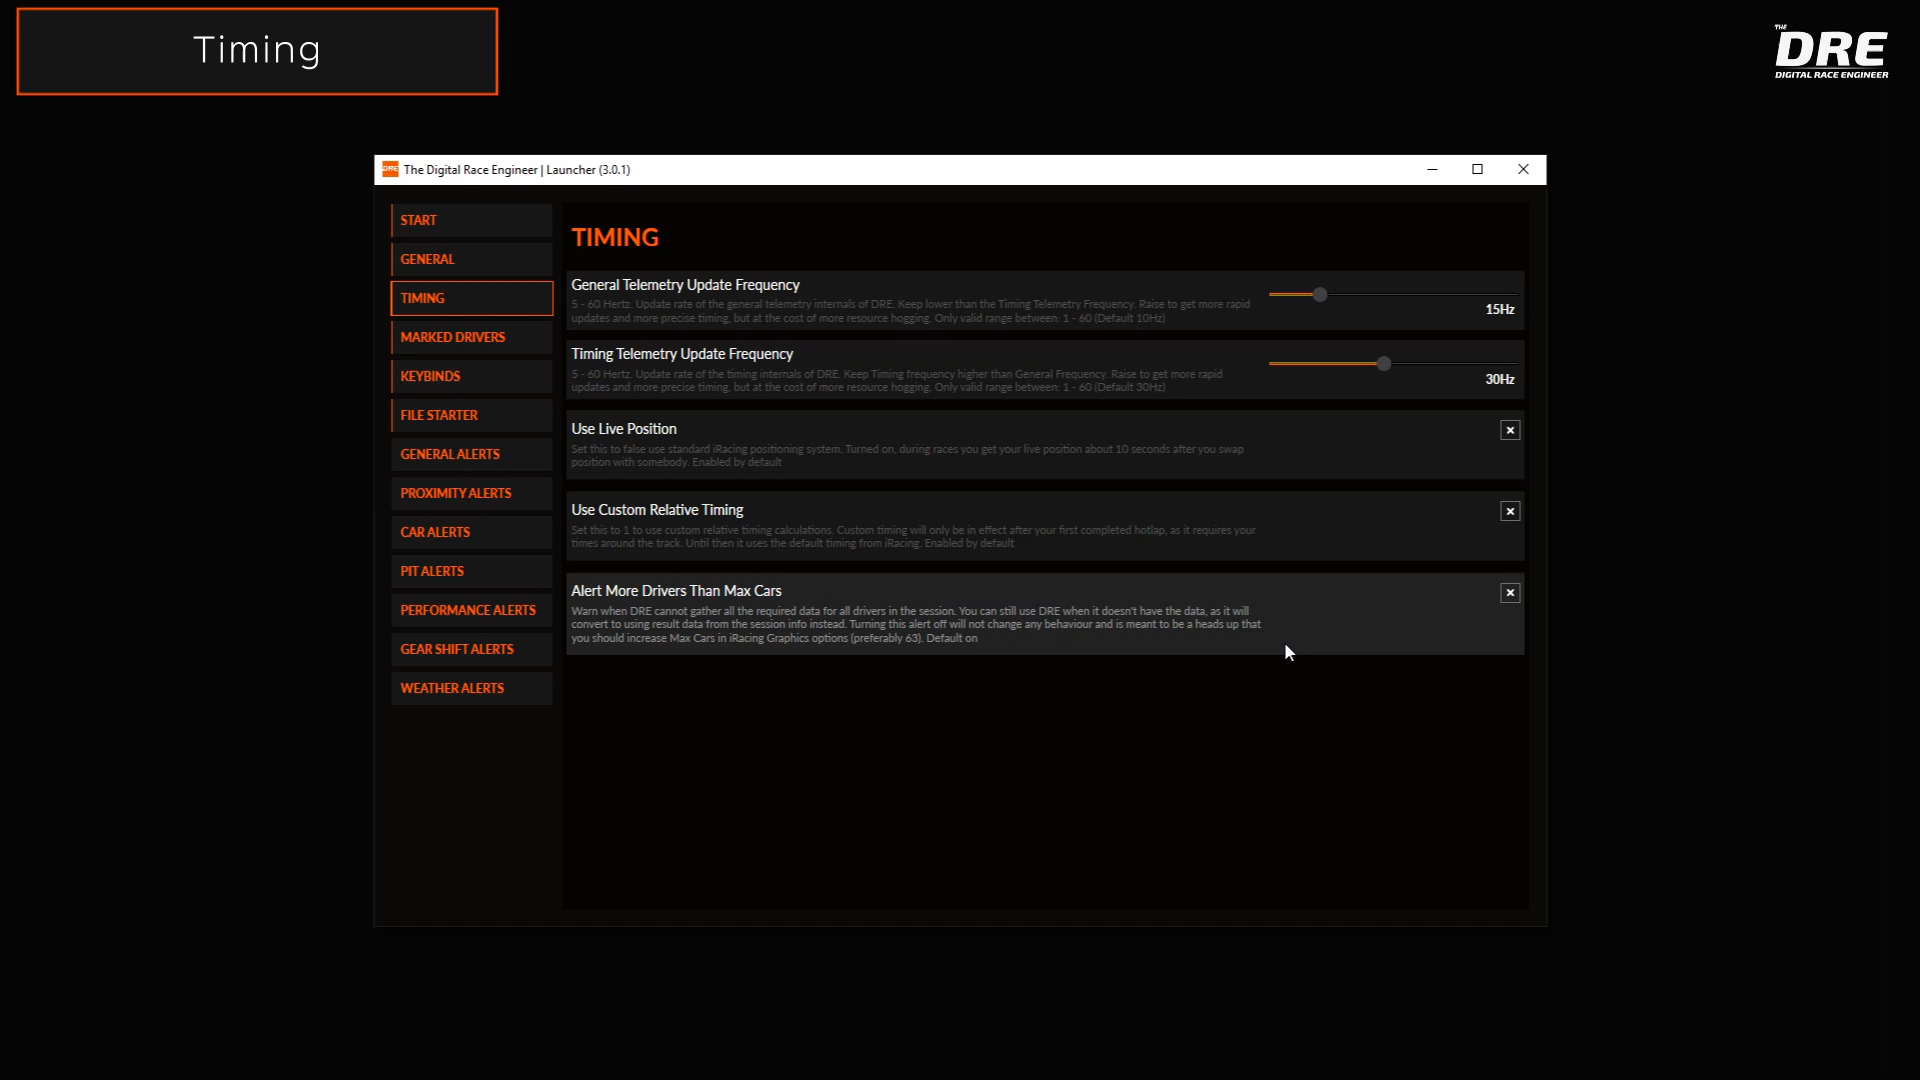 Timing
THE
DRE
DIGITAL RACE ENGINEER
DRE
The Digital Race Engineer | Launcher (3.0.1)
START
GENERAL
TIMING
MARKED DRIVERS
KEYBINDS
FILE STARTER
GENERAL ALERTS
PROXIMITY ALERTS
CAR ALERTS
PIT ALERTS
PERFORMANCE ALERTS
GEAR SHIFT ALERTS
WEATHER ALERTS
TIMING
General Telemetry Update Frequency
5 - 60 Hertz. Update rate of the general telemetry internals of DRE. Keep lower than the Timing Telemetry Frequency. Raise to get more rapid
updates and more precise timing, but at the cost of more resource hogging. Only valid range between: 1 - 60 (Default 10Hz)
15Hz
Timing Telemetry Update Frequency
5 - 60 Hertz. Update rate of the timing internals of DRE. Keep Timing frequency higher than General Frequency. Raise to get more rapid
updates and more precise timing, but at the cost of more resource hogging. Only valid range between: 1 - 60 (Default 30Hz)
30Hz
Use Live Position
Set this to false use standard iRacing positioning system. Turned on, during races you get your live position about 10 seconds after you swap
position with somebody. Enabled by default
Use Custom Relative Timing
Set this to 1 to use custom relative timing calculations. Custom timing will only be in effect after your first completed hotlap, as it requires your
times around the track. Until then it uses the default timing from iRacing. Enabled by default
Alert More Drivers Than Max Cars
Warn when DRE cannot gather all the required data for all drivers in the session. You can still use DRE when it doesn't have the data, as it will
convert to using result data from the session info instead. Turning this alert off will not change any behaviour and is meant to be a heads up that
you should increase Max Cars in iRacing Graphics options (preferably 63). Default on